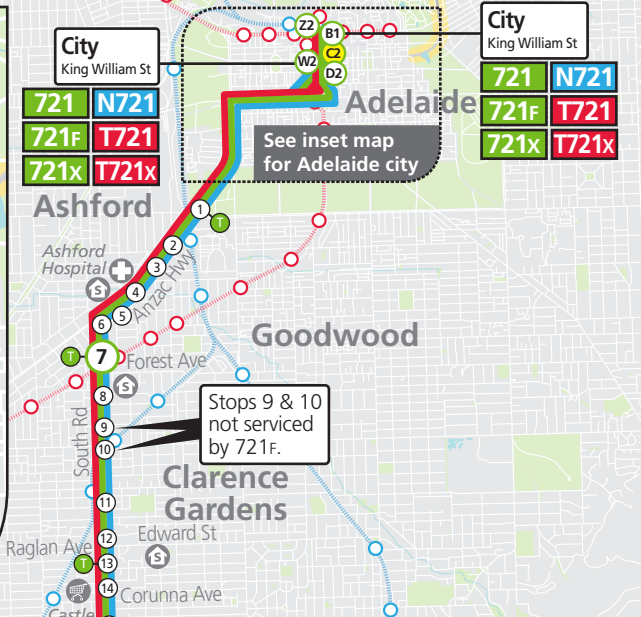 City
King William St
721 N721
721F T721
721X T721X
Z2
B1
C2
W2
D2
City
King William St
721 N721
721F T721
721X T721X
Adelaide
See inset map
for Adelaide city
Ashford
1
T
2
Ashford
Hospital
3
Anzac Hwy
4
S
5
6
Goodwood
T
7
Forest Ave
S
8
South Rd
9
10
Stops 9 & 10
not serviced
by 721F.
Clarence
Gardens
11
12
Edward St
Raglan Ave
T
13
S
14
Corunna Ave
Castle